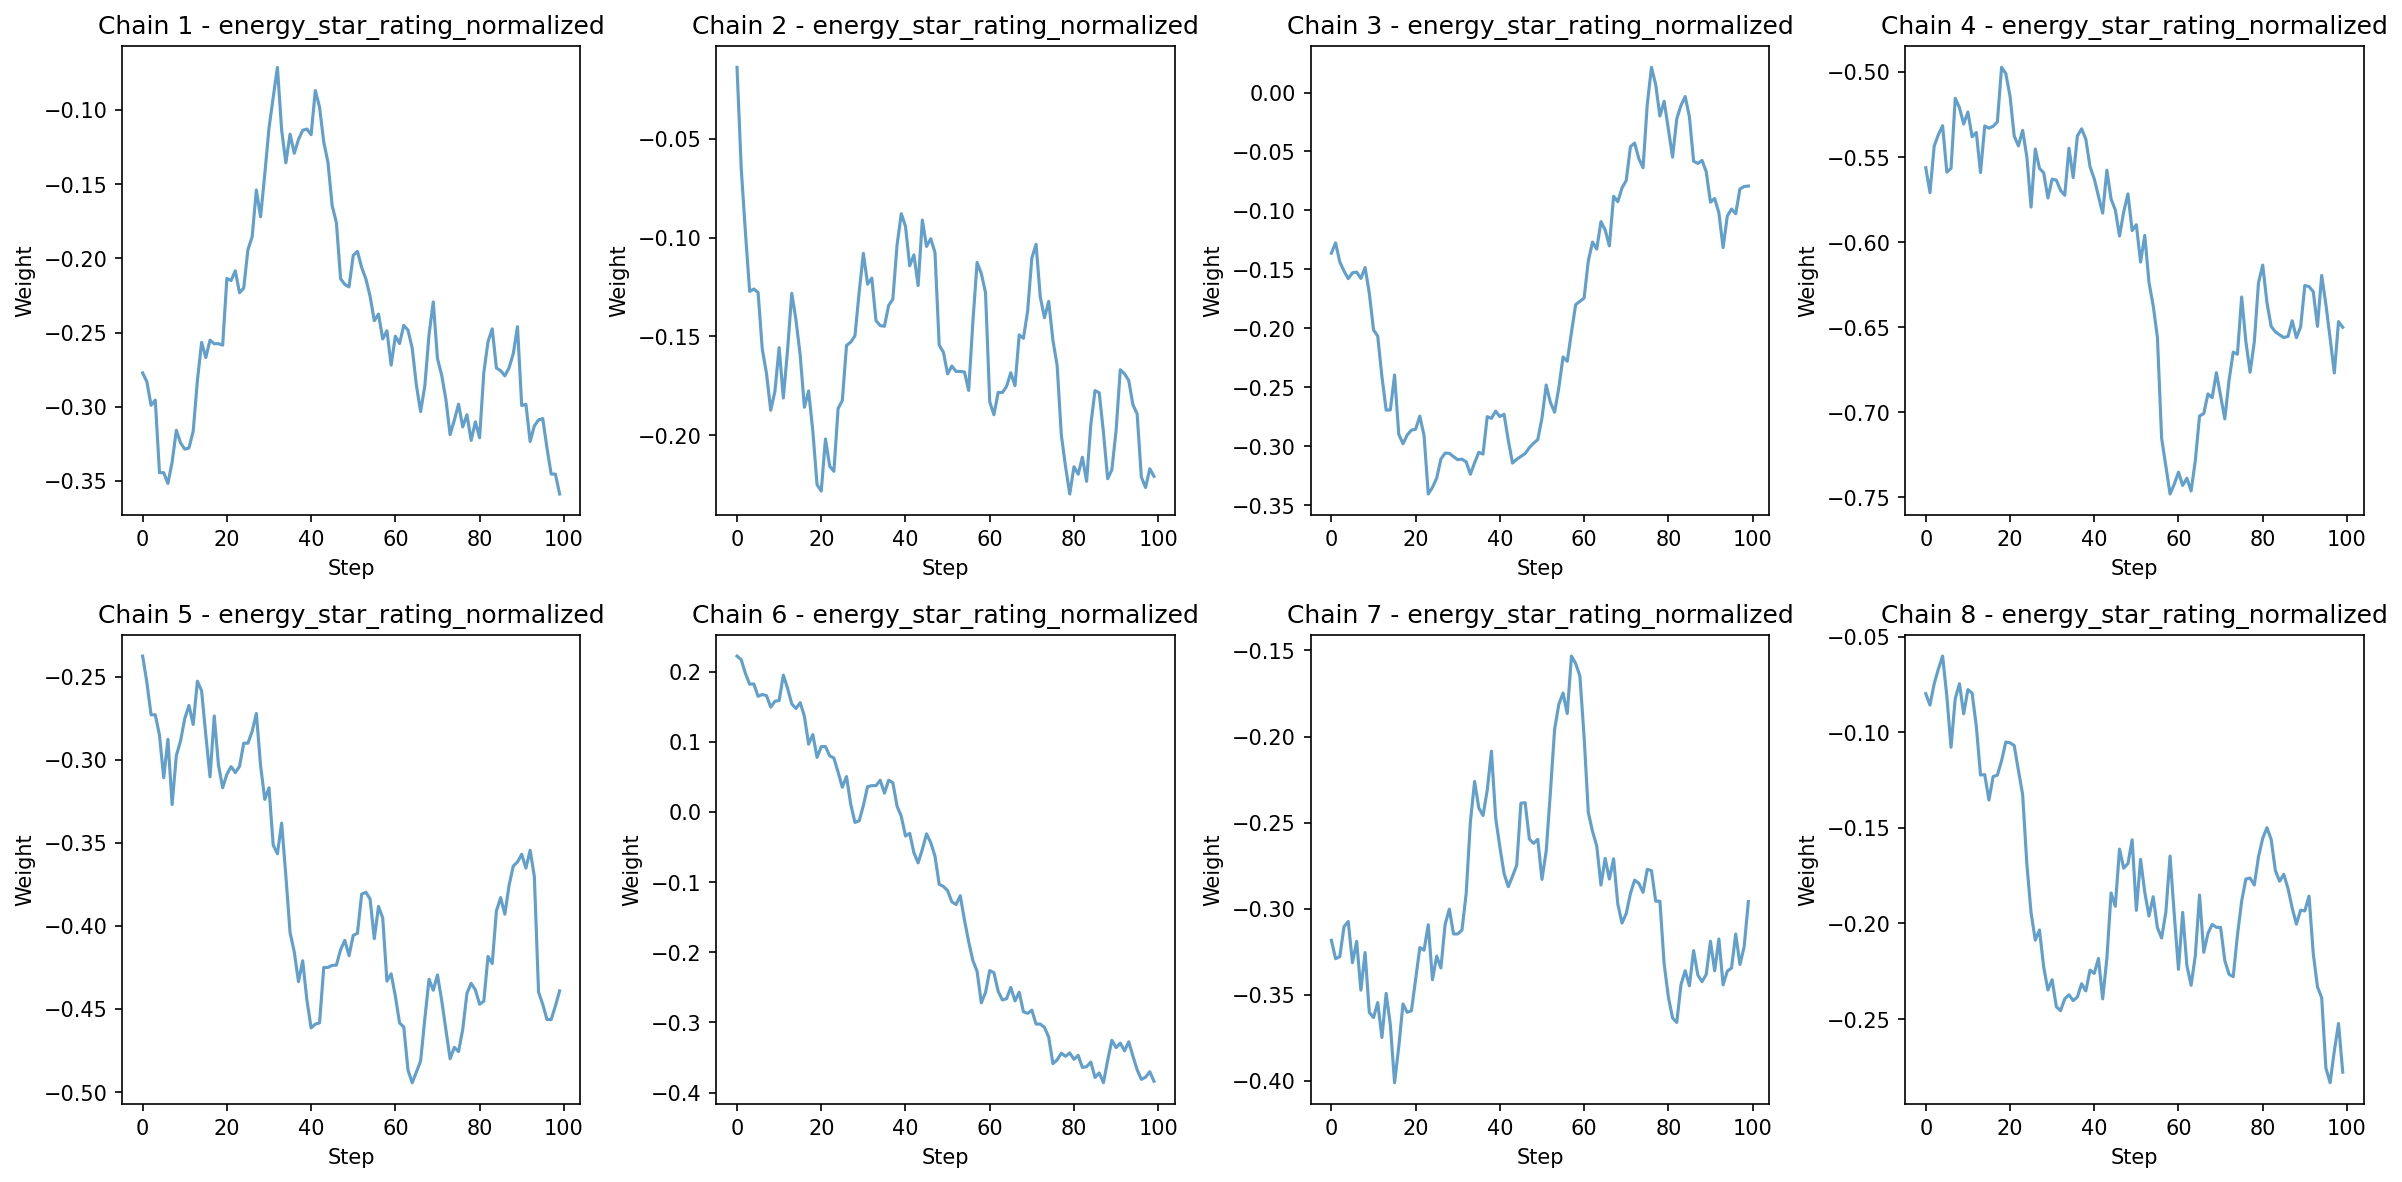 Chain 1 - energy_star_rating_normalized
Weight
−0.10
−0.15
−0.20
−0.25
−0.30
−0.35
0 20 40 60 80 100
Step
Chain 2 - energy_star_rating_normalized
Weight
−0.05
−0.10
−0.15
−0.20
0 20 40 60 80 100
Step
Chain 3 - energy_star_rating_normalized
Weight
0.00
−0.05
−0.10
−0.15
−0.20
−0.25
−0.30
−0.35
0 20 40 60 80 100
Step
Chain 4 - energy_star_rating_normalized
Weight
−0.50
−0.55
−0.60
−0.65
−0.70
−0.75
0 20 40 60 80 100
Step
Chain 5 - energy_star_rating_normalized
Weight
−0.25
−0.30
−0.35
−0.40
−0.45
−0.50
0 20 40 60 80 100
Step
Chain 6 - energy_star_rating_normalized
Weight
0.2
0.1
0.0
−0.1
−0.2
−0.3
−0.4
0 20 40 60 80 100
Step
Chain 7 - energy_star_rating_normalized
Weight
−0.15
−0.20
−0.25
−0.30
−0.35
−0.40
0 20 40 60 80 100
Step
Chain 8 - energy_star_rating_normalized
Weight
−0.05
−0.10
−0.15
−0.20
−0.25
0 20 40 60 80 100
Step